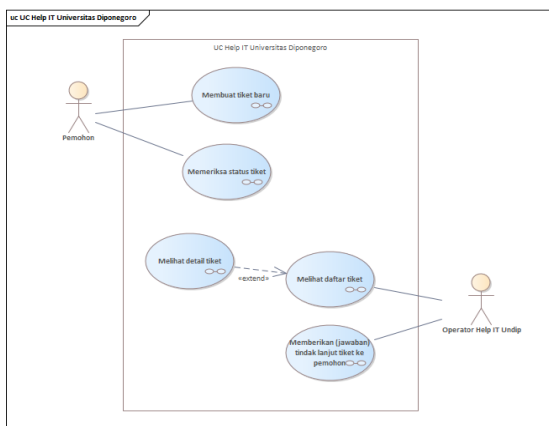 uc UC Help IT Universitas Diponegoro
UC Help IT Universitas Diponegoro
Membuat tiket baru
Pemohon
Memeriksa status tiket
Melihat detail tiket
«extend»
Melihat daftar tiket
Operator Help IT Undip
Memberikan (jawaban)
tindak lanjut tiket ke
pemohon